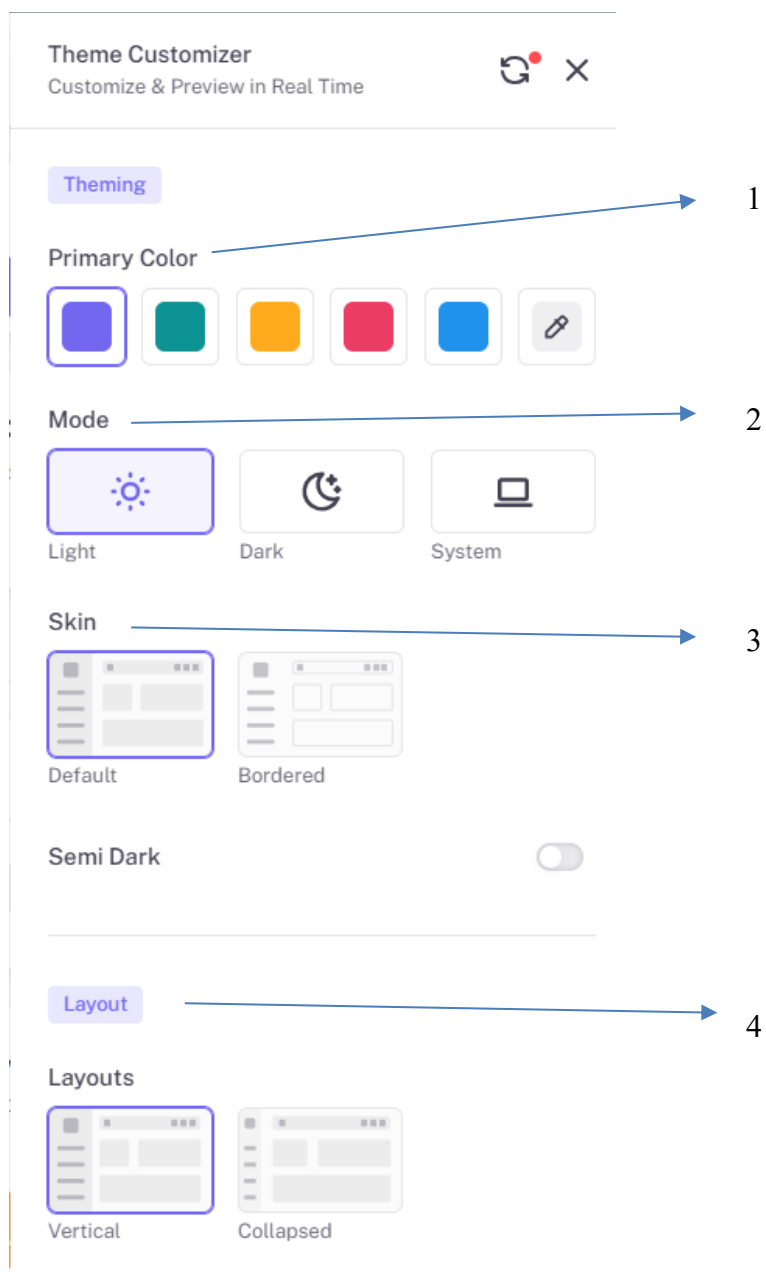 Theme Customizer
Customize & Preview in Real Time
Theming
1
Primary Color
Mode
2
Light Dark System
Skin
3
Default Bordered
Semi Dark
Layout
4
Layouts
Vertical Collapsed